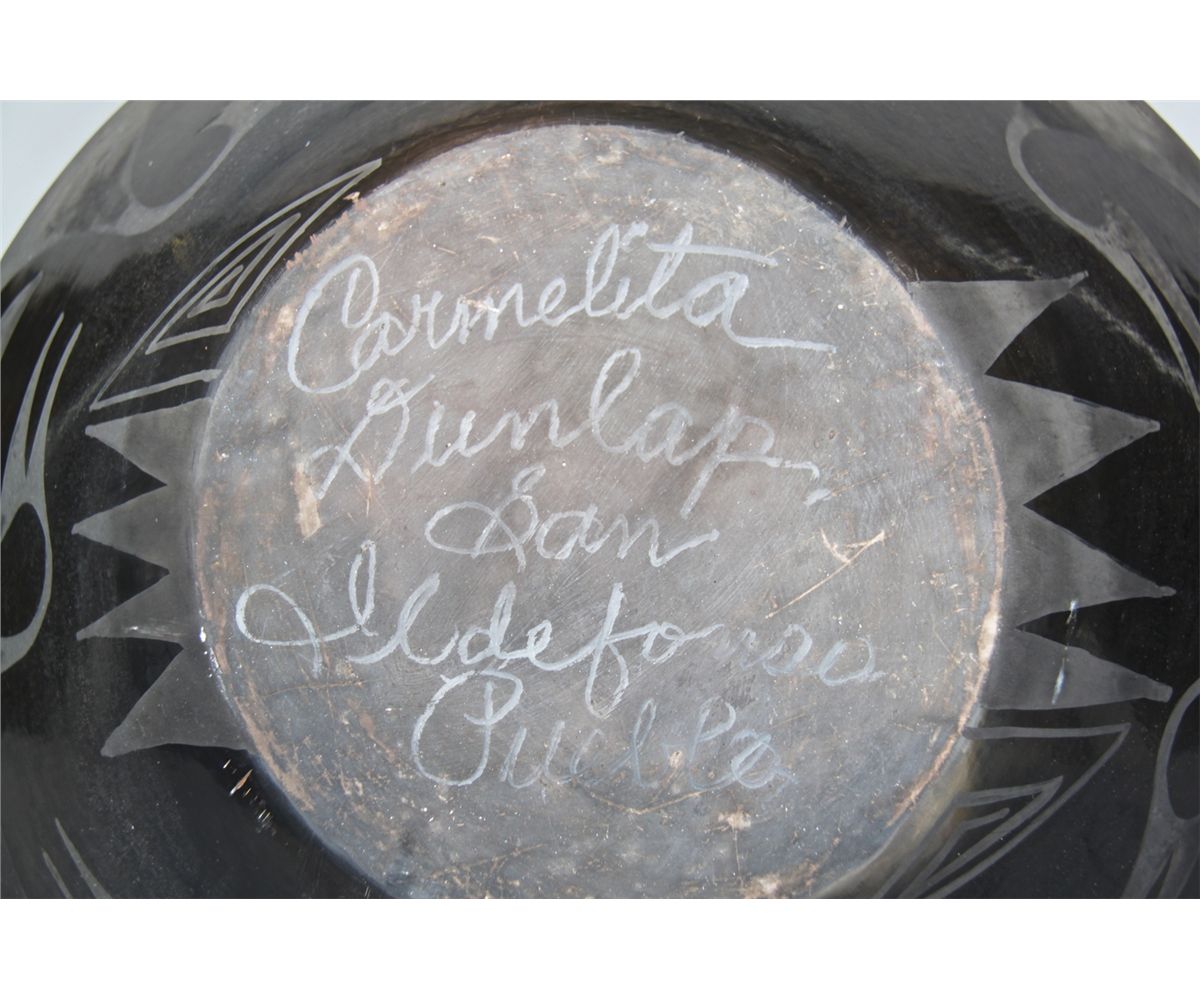 Carmelita
Dunlap,
San
Ildefonso
Pueblo